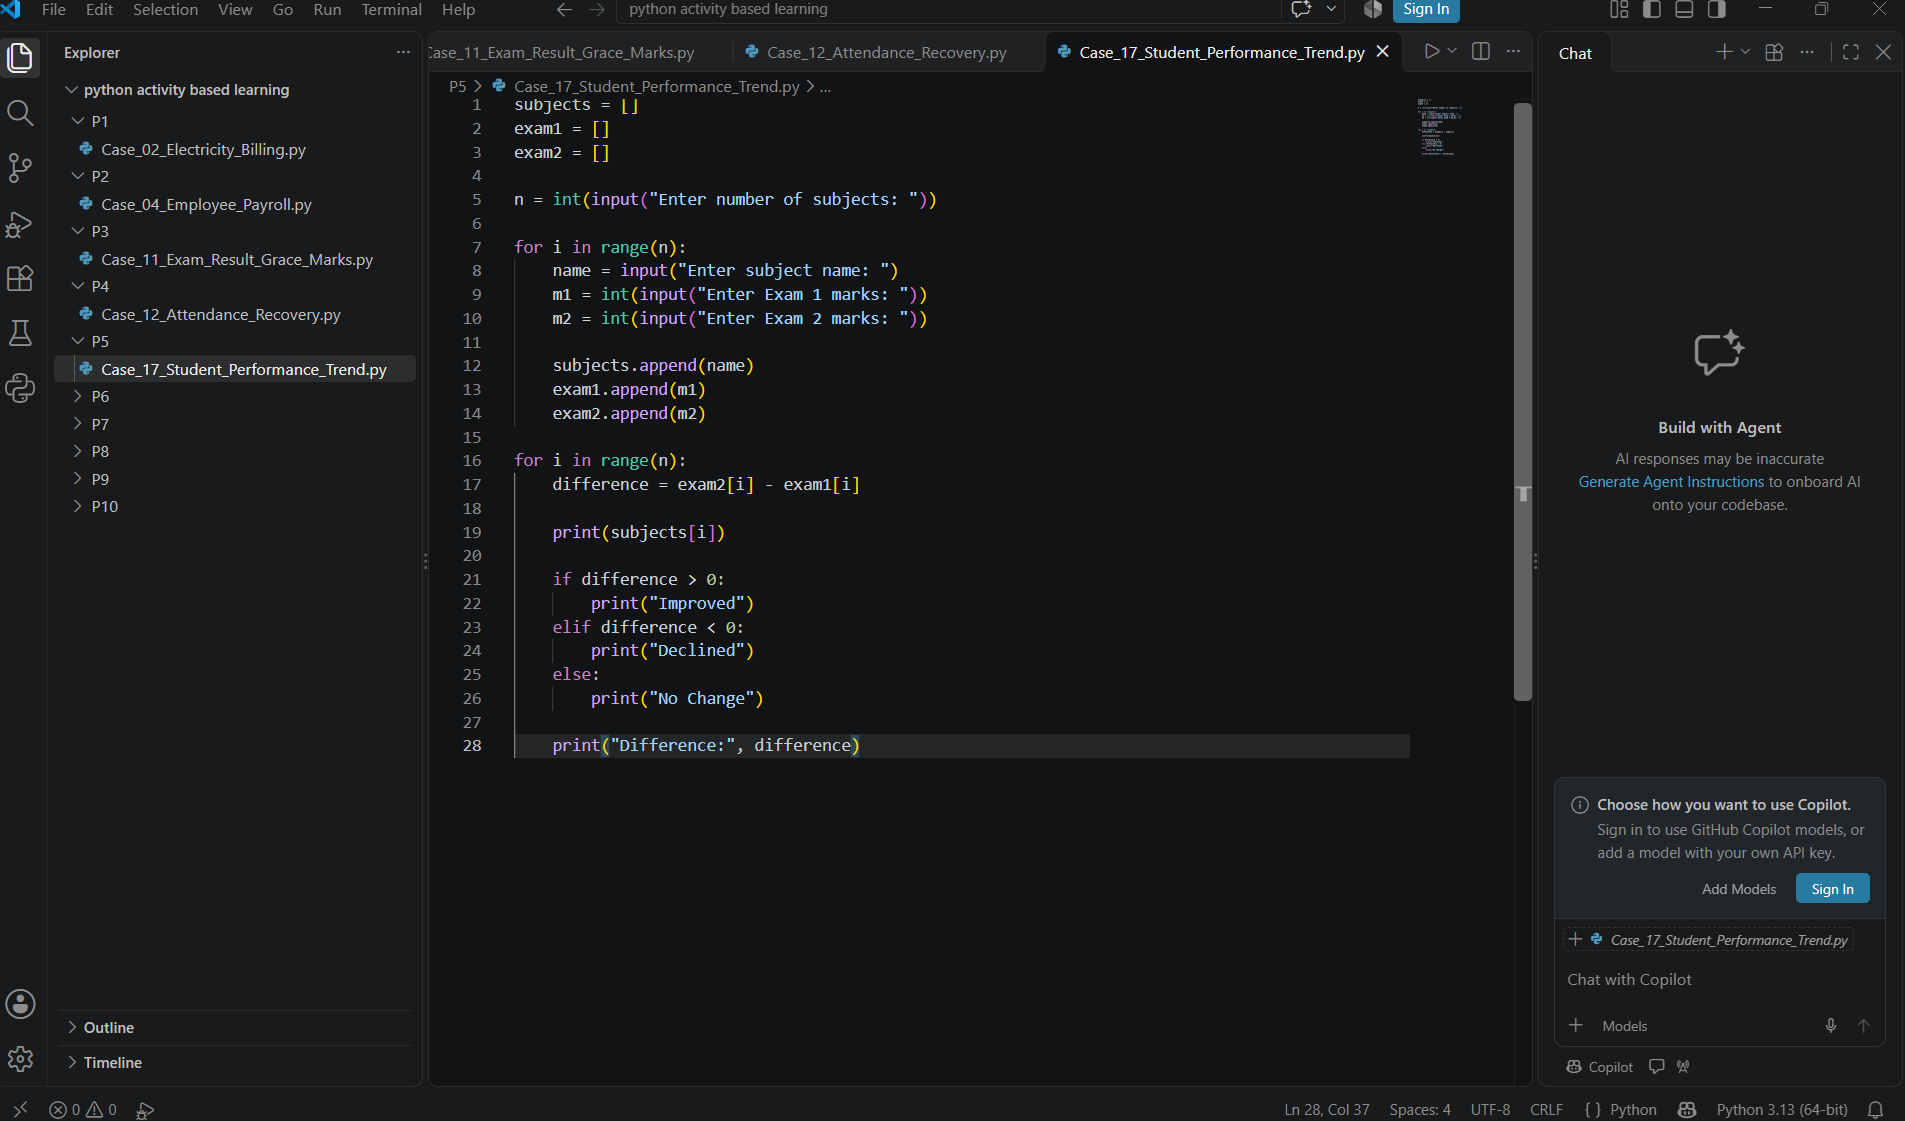 File Edit Selection View Go Run Terminal Help
python activity based learning
Sign In
Explorer
python activity based learning
P1
Case_02_Electricity_Billing.py
P2
Case_04_Employee_Payroll.py
P3
Case_11_Exam_Result_Grace_Marks.py
P4
Case_12_Attendance_Recovery.py
P5
Case_17_Student_Performance_Trend.py
P6
P7
P8
P9
P10
Outline
Timeline
Case_11_Exam_Result_Grace_Marks.py
Case_12_Attendance_Recovery.py
Case_17_Student_Performance_Trend.py
P5 > Case_17_Student_Performance_Trend.py > ...
1 subjects = []
2 exam1 = []
3 exam2 = []
4
5 n = int(input("Enter number of subjects: "))
6
7 for i in range(n):
8     name = input("Enter subject name: ")
9     m1 = int(input("Enter Exam 1 marks: "))
10     m2 = int(input("Enter Exam 2 marks: "))
11
12     subjects.append(name)
13     exam1.append(m1)
14     exam2.append(m2)
15
16 for i in range(n):
17     difference = exam2[i] - exam1[i]
18
19     print(subjects[i])
20
21     if difference > 0:
22         print("Improved")
23     elif difference < 0:
24         print("Declined")
25     else:
26         print("No Change")
27
28     print("Difference:", difference)
Chat
Build with Agent
AI responses may be inaccurate
Generate Agent Instructions to onboard AI
onto your codebase.
Choose how you want to use Copilot.
Sign in to use GitHub Copilot models, or
add a model with your own API key.
Add Models
Sign In
Case_17_Student_Performance_Trend.py
Chat with Copilot
Models
Copilot
0 0
Ln 28, Col 37
Spaces: 4
UTF-8
CRLF
{ } Python
Python 3.13 (64-bit)